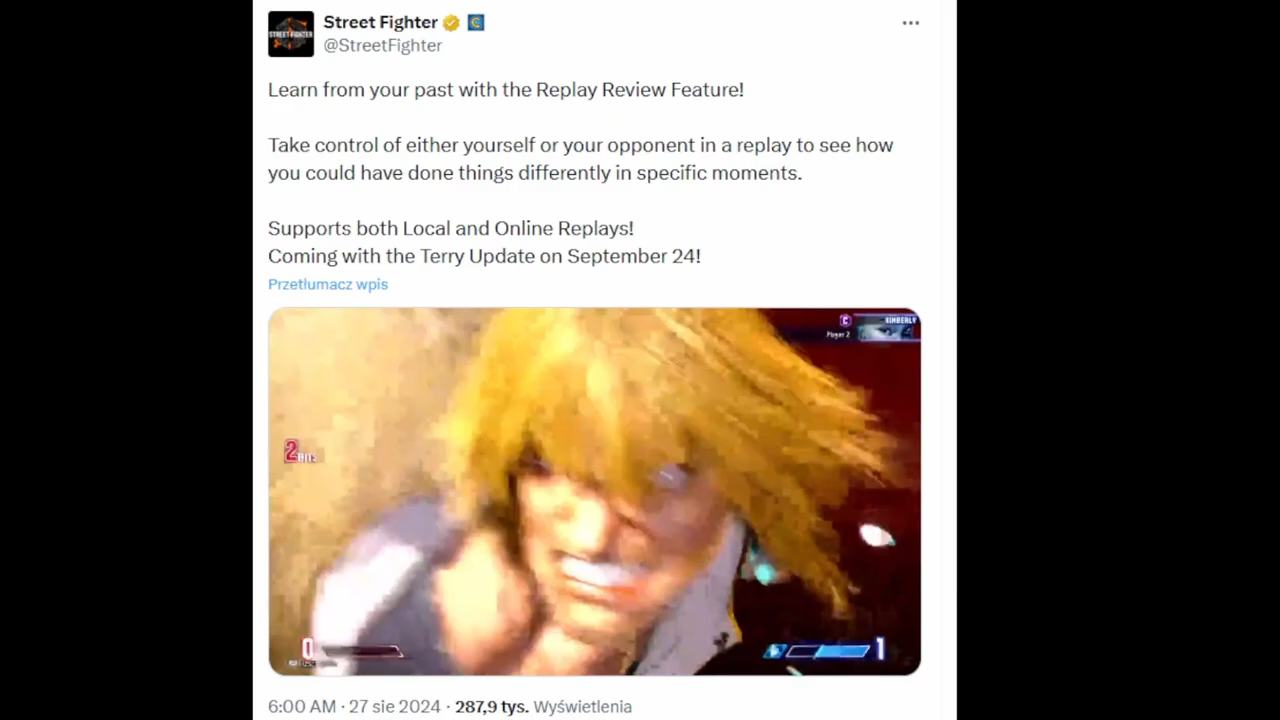 Street Fighter
@StreetFighter
Learn from your past with the Replay Review Feature!
Take control of either yourself or your opponent in a replay to see how
you could have done things differently in specific moments.
Supports both Local and Online Replays!
Coming with the Terry Update on September 24!
Przetłumacz wpis
KIMBERLY
Player 2
2 HITS
0
1
6:00 AM · 27 sie 2024 · 287,9 tys. Wyświetlenia